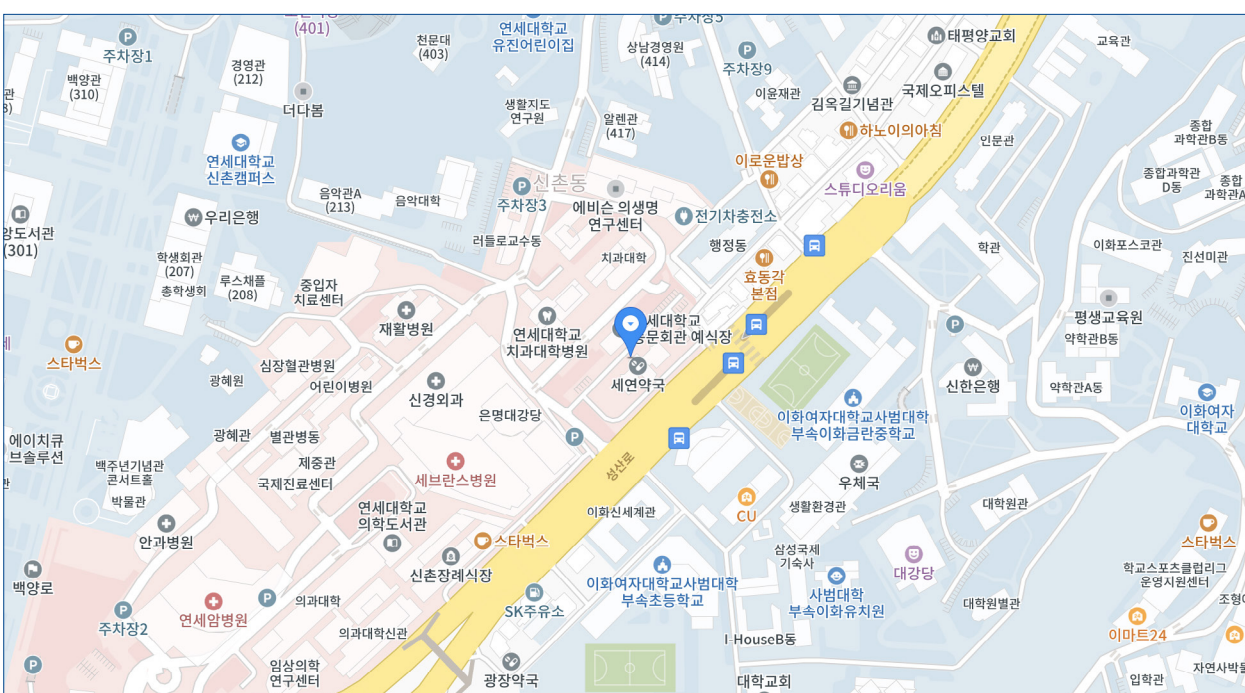 (401)
연세대학교
유진어린이집
주차장5
태평양교회
주차장1
천문대
(403)
상남경영원
(414)
주차장9
교육관
백양관
(310)
경영관
(212)
더다봄
이윤재관
김옥길기념관
국제오피스텔
생활지도
연구원
알렌관
(417)
하노이의아침
인문관
종합
과학관B동
연세대학교
신촌캠퍼스
이로운밥상
스튜디오리움
종합과학관
D동
종합
과학관A
음악관A
(213)
음악대학
주차장3
신촌동
에비슨 의생명
연구센터
전기차충전소
우리은행
앙도서관
(301)
러들로교수동
행정동
학관
이화포스코관
진선미관
학생회관
(207)
총학생회
루스채플
(208)
중입자
치료센터
치과대학
효동각
본점
재활병원
연세대학교
치과대학병원
세대학교
동문회관 예식장
평생교육원
약학관B동
스타벅스
심장혈관병원
어린이병원
광혜원
신경외과
세연약국
신한은행
약학관A동
은명대강당
이화여자대학교사범대학
부속이화금란중학교
이화여자
대학교
에이치큐
브솔루션
광혜관
별관병동
제중관
국제진료센터
세브란스병원
성산로
백주년기념관
콘서트홀
박물관
우체국
CU
생활환경관
대학원관
연세대학교
의학도서관
이화신세계관
안과병원
스타벅스
삼성국제
기숙사
대강당
스타벅스
신촌장례식장
백양로
이화여자대학교사범대학
부속초등학교
사범대학
부속이화유치원
학교스포츠클럽리그
운영지원센터
SK주유소
연세암병원
의과대학
주차장2
대학원별관
조형
이마트24
의과대학신관
I-HouseB동
임상의학
연구센터
광장약국
대학교회
입학관
자연사박물